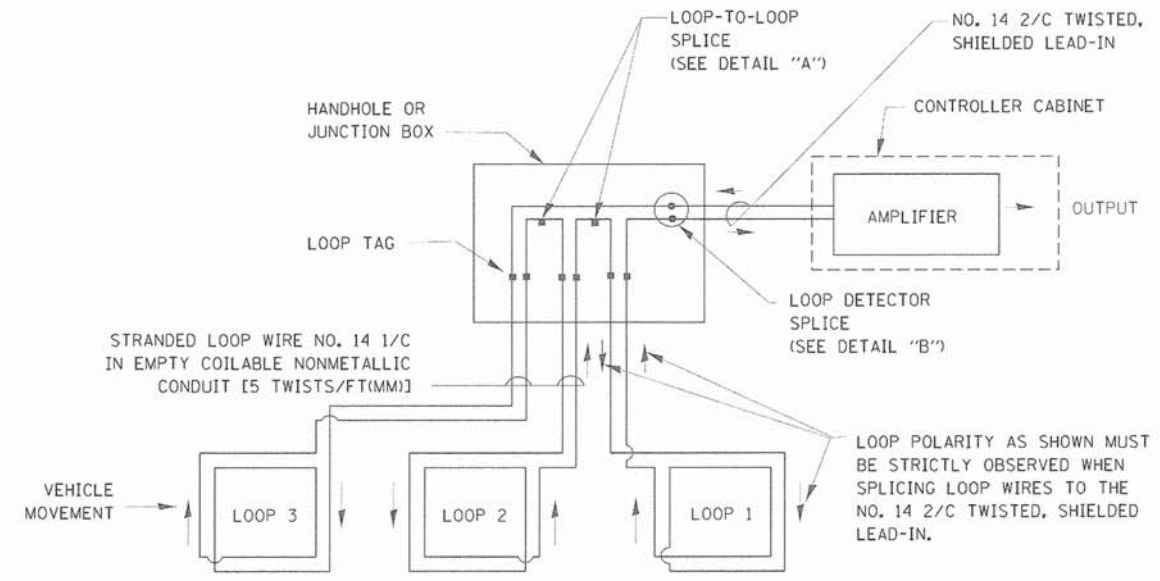 LOOP-TO-LOOP
SPLICE
(SEE DETAIL "A")
NO. 14 2/C TWISTED,
SHIELDED LEAD-IN
HANDHOLE OR
JUNCTION BOX
CONTROLLER CABINET
AMPLIFIER
OUTPUT
LOOP TAG
LOOP DETECTOR
SPLICE
(SEE DETAIL "B")
STRANDED LOOP WIRE NO. 14 1/C
IN EMPTY COILABLE NONMETALLIC
CONDUIT [5 TWISTS/FT(MM)]
LOOP POLARITY AS SHOWN MUST
BE STRICTLY OBSERVED WHEN
SPLICING LOOP WIRES TO THE
NO. 14 2/C TWISTED, SHIELDED
LEAD-IN.
VEHICLE
MOVEMENT
LOOP 3
LOOP 2
LOOP 1